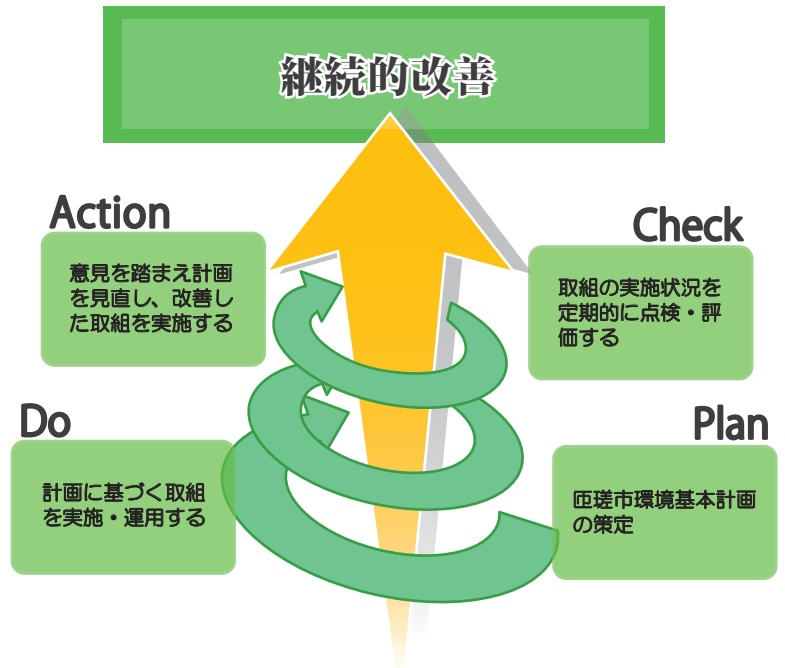 継続的改善
Action
意見を踏まえ計画
を見直し、改善し
た取組を実施する
Check
取組の実施状況を
定期的に点検・評
価する
Do
計画に基づく取組
を実施・運用する
Plan
匝瑳市環境基本計画
の策定